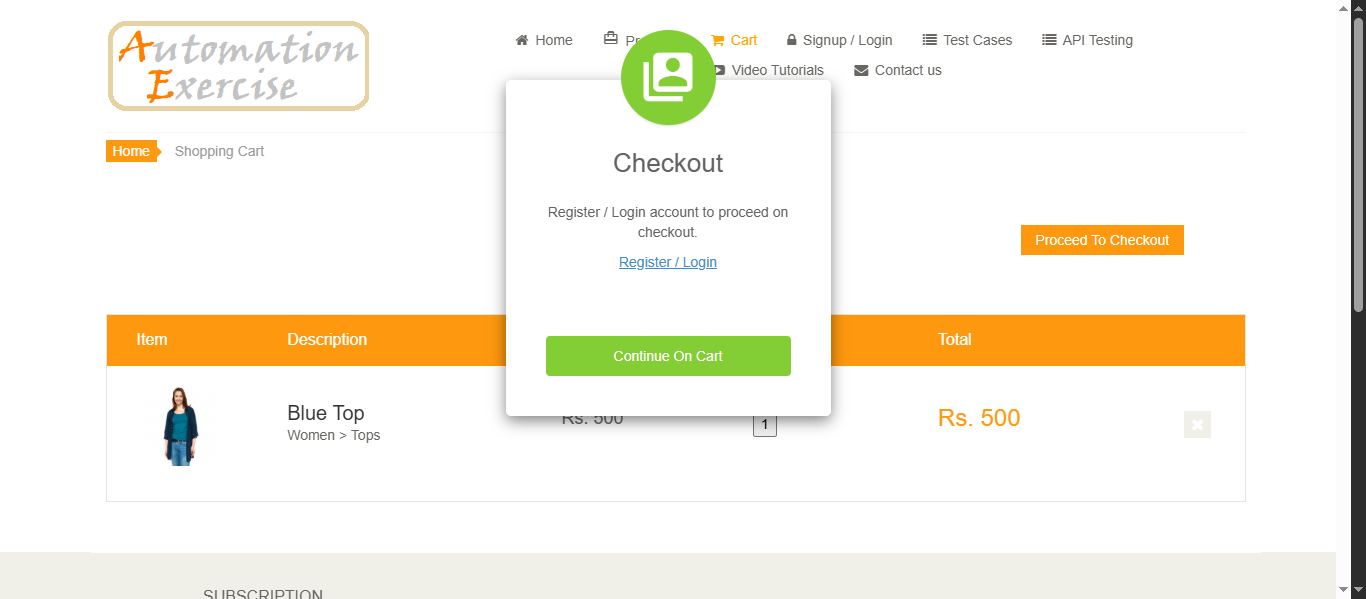 Automation
Exercise
Home
Cart
Signup / Login
Test Cases
API Testing
Video Tutorials
Contact us
Home
Shopping Cart
Checkout
Register / Login account to proceed on
checkout.
Register / Login
Continue On Cart
Proceed To Checkout
Item
Description
Total
Blue Top
Women > Tops
Rs. 500
1
Rs. 500
SUBSCRIPTION